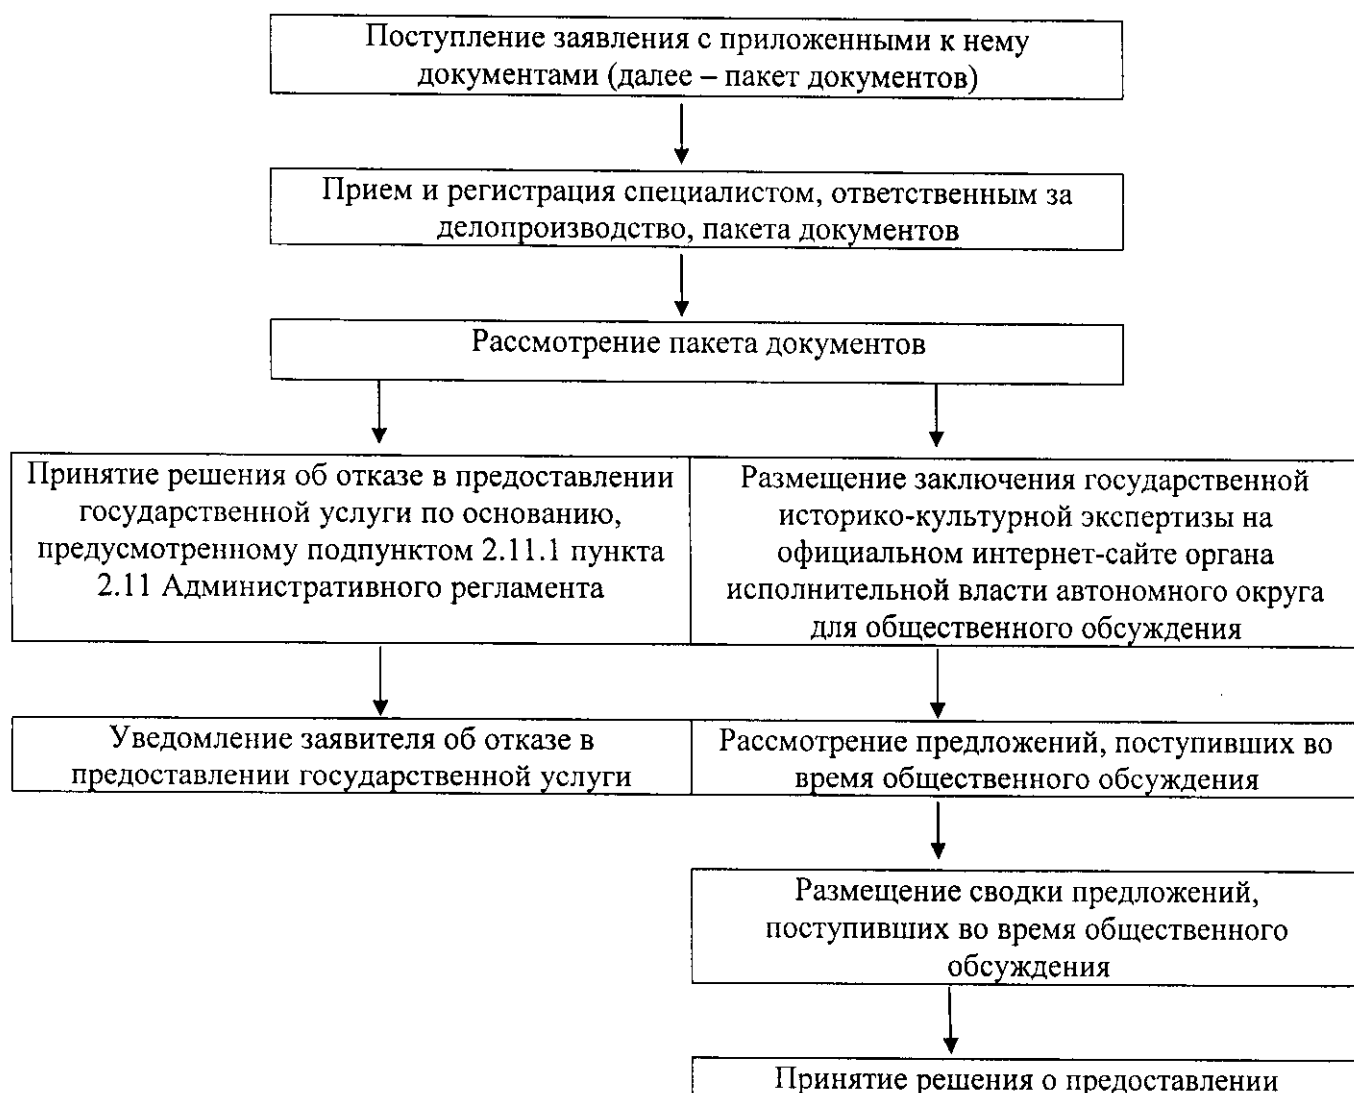 Поступление заявления с приложенными к нему
документами (далее – пакет документов)
Прием и регистрация специалистом, ответственным за
делопроизводство, пакета документов
Рассмотрение пакета документов
Принятие решения об отказе в предоставлении
государственной услуги по основанию,
предусмотренному подпунктом 2.11.1 пункта
2.11 Административного регламента
Размещение заключения государственной
историко-культурной экспертизы на
официальном интернет-сайте органа
исполнительной власти автономного округа
для общественного обсуждения
Уведомление заявителя об отказе в
предоставлении государственной услуги
Рассмотрение предложений, поступивших во
время общественного обсуждения
Размещение сводки предложений,
поступивших во время общественного
обсуждения
Принятие решения о предоставлении